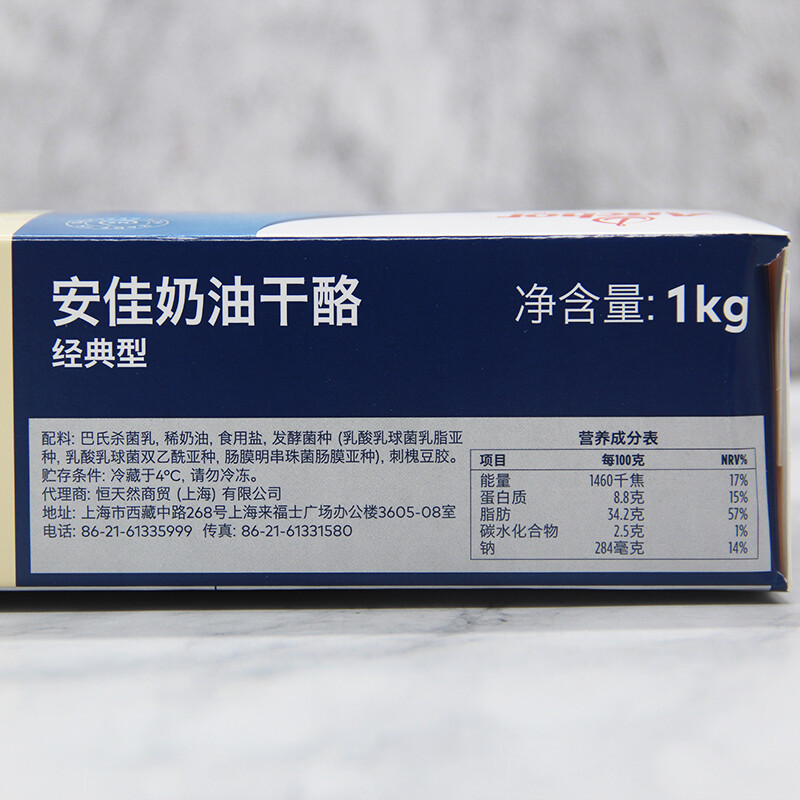 Anchor
安佳奶油干酪
经典型
净含量: 1kg
配料: 巴氏杀菌乳, 稀奶油, 食用盐, 发酵菌种 (乳酸乳球菌乳脂亚
种, 乳酸乳球菌双乙酰亚种, 肠膜明串珠菌肠膜亚种), 刺槐豆胶。
贮存条件: 冷藏于4°C, 请勿冷冻。
代理商: 恒天然商贸 (上海) 有限公司
地址: 上海市西藏中路268号上海来福士广场办公楼3605-08室
电话: 86-21-61335999 传真: 86-21-61331580
营养成分表
项目 每100克 NRV%
能量 1460千焦 17%
蛋白质 8.8克 15%
脂肪 34.2克 57%
碳水化合物 2.5克 1%
钠 284毫克 14%